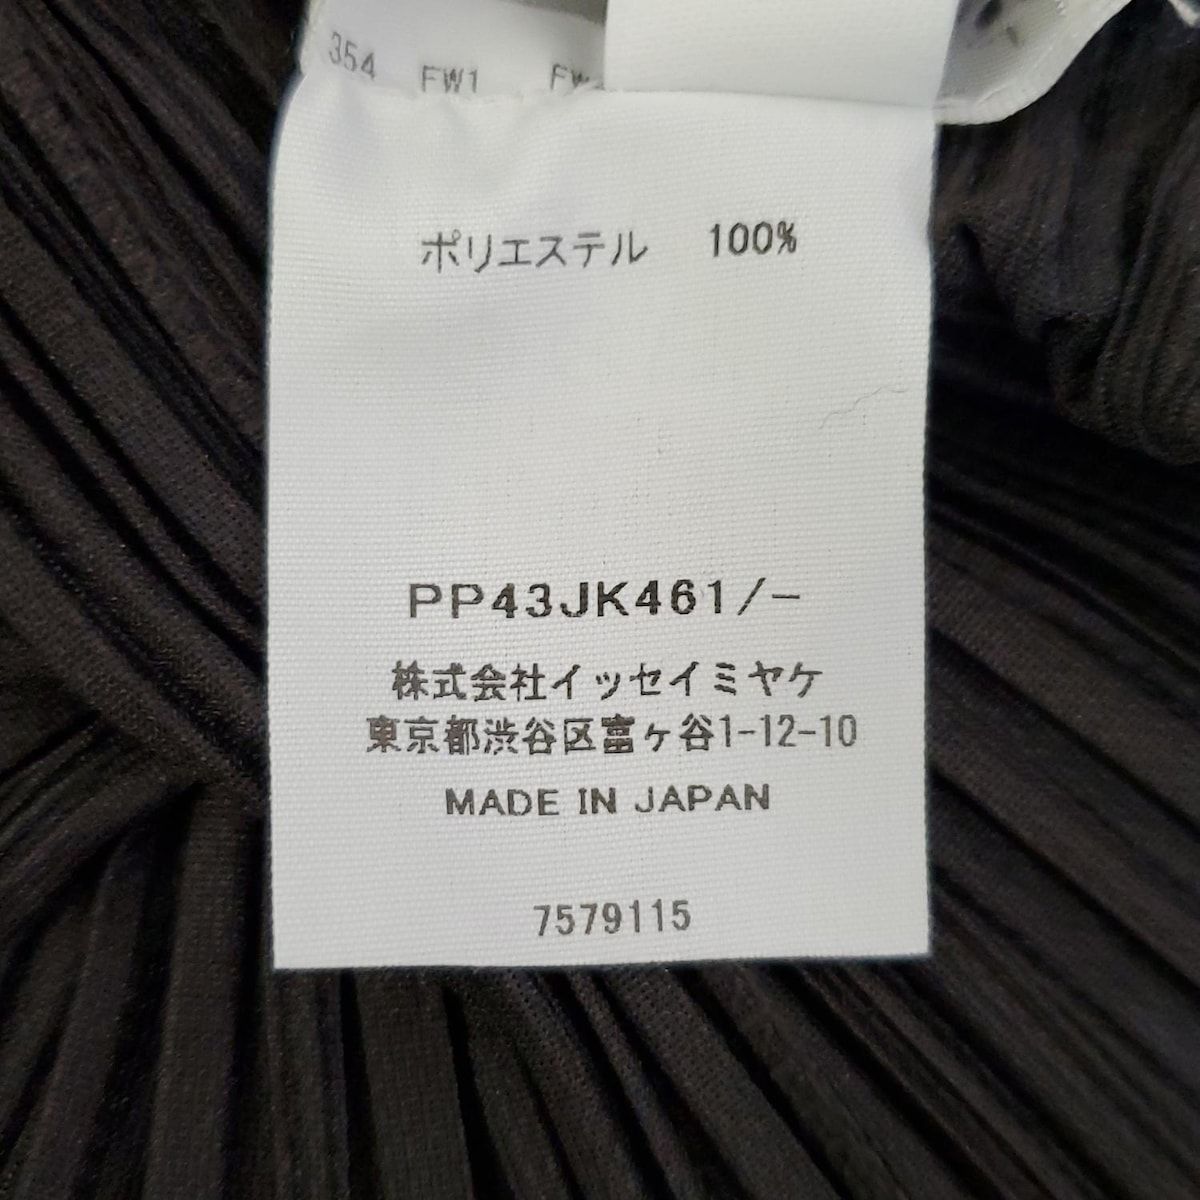 354 FW1
ポリエステル 100%
PP43JK461/-
株式会社イッセイミヤケ
東京都渋谷区富ヶ谷1-12-10
MADE IN JAPAN
7579115